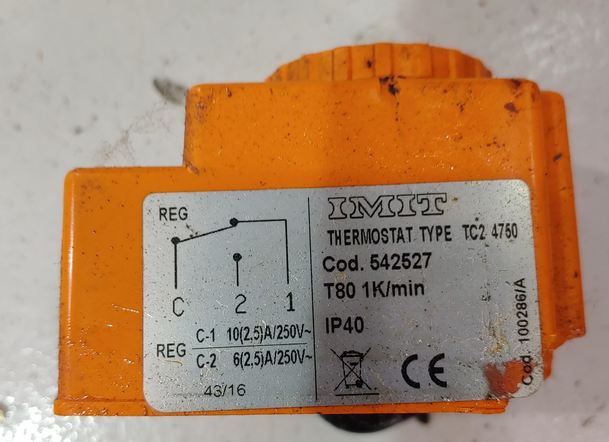 REG
C 2 1
REG C-1 10(2,5)A/250V~
C-2 6(2,5)A/250V~
43/16
IMIT
THERMOSTAT TYPE TC2 4750
Cod. 542527
T80 1K/min
IP40
CE
Cod. 100286/A